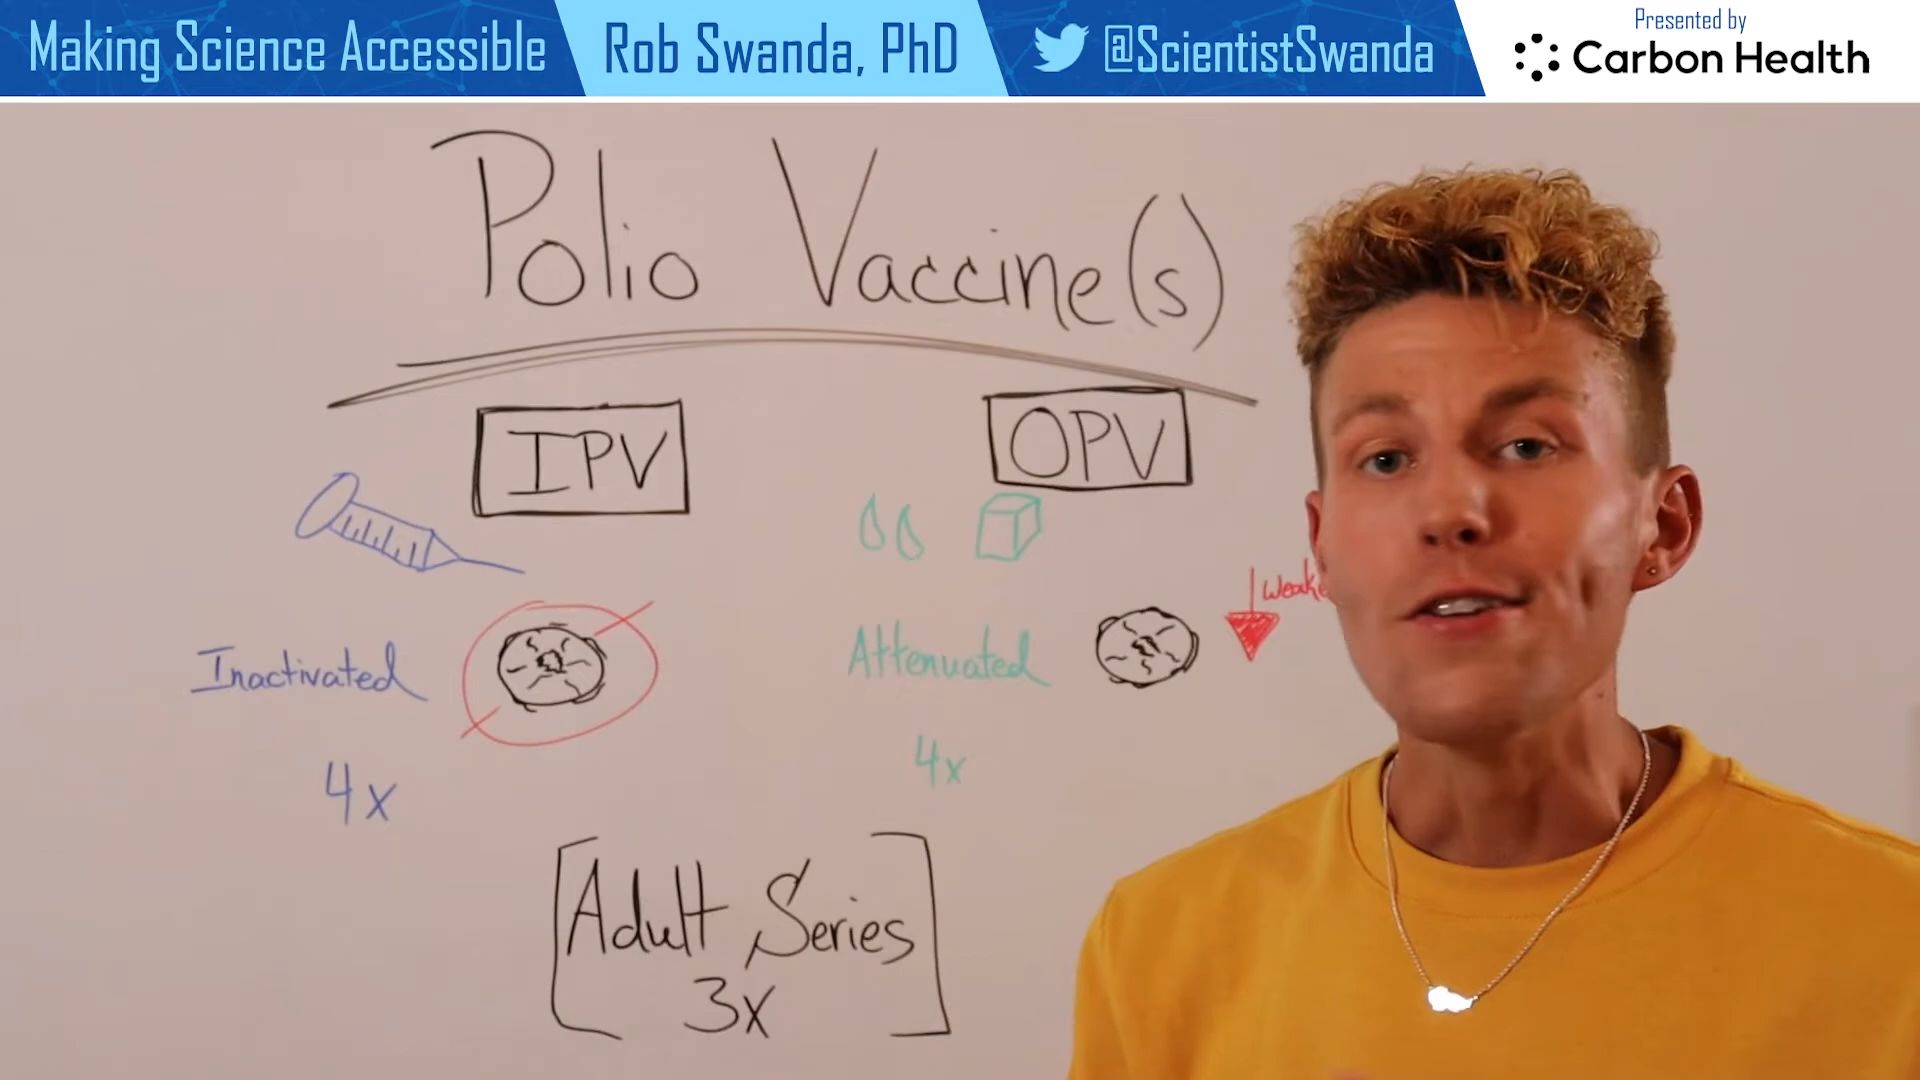 Making Science Accessible
Rob Swanda, PhD
@ScientistSwanda
Presented by
Carbon Health
Polio Vaccine(s)
IPV
OPV
Inactivated
Attenuated
4x
4x
Adult Series
3x